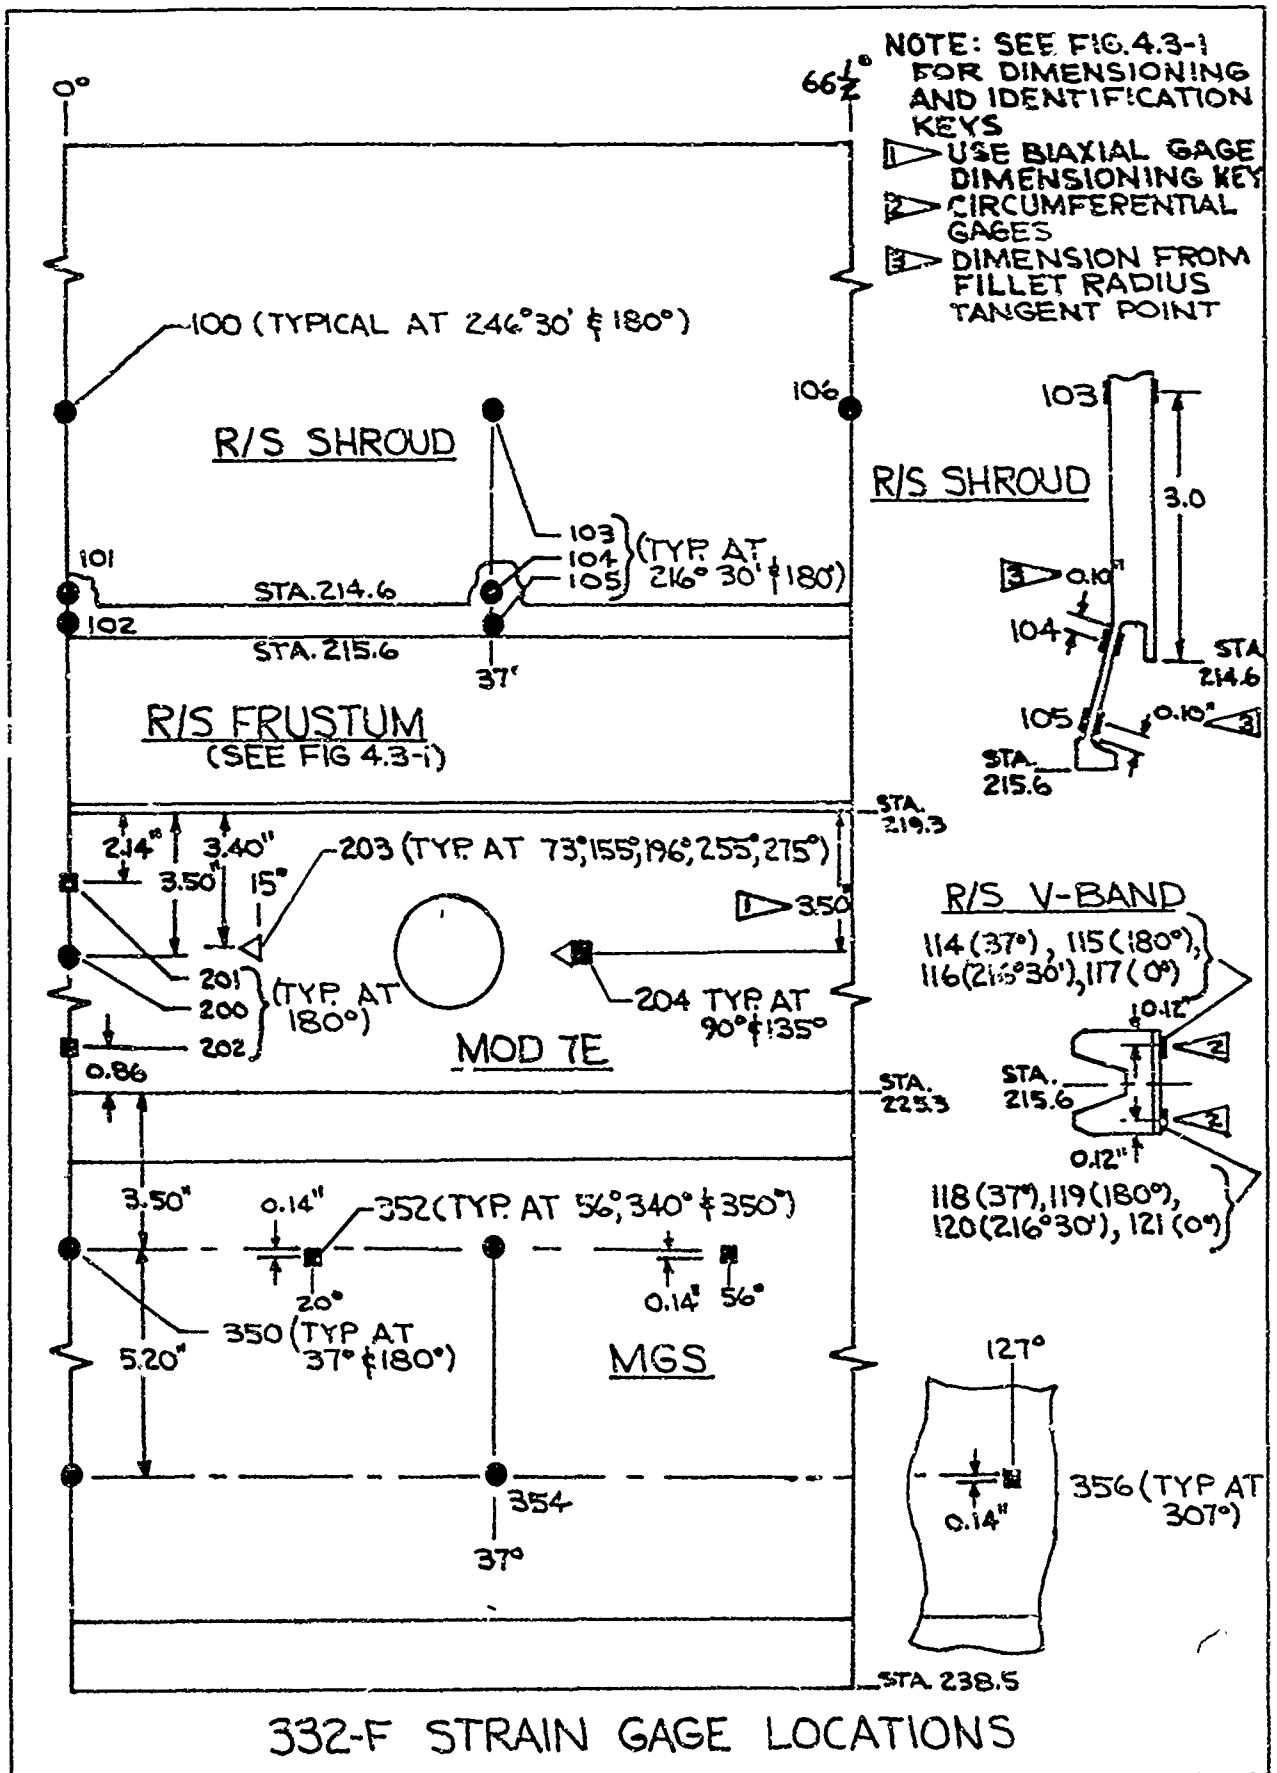 NOTE: SEE FIG. 4.3-1
FOR DIMENSIONING
AND IDENTIFICATION
KEYS
1 USE BIAXIAL GAGE
DIMENSIONING KEY
2 CIRCUMFERENTIAL
GAGES
3 DIMENSION FROM
FILLET RADIUS
TANGENT POINT
0°
66 1/2°
100 (TYPICAL AT 246°30' & 180°)
106
R/S SHROUD
103
104
105
(TYP. AT
216° 30' & 180°)
101
STA. 214.6
102
STA. 215.6
37°
R/S FRUSTUM
(SEE FIG 4.3-1)
103
R/S SHROUD
3.0
3 0.10"
104
STA
214.6
105
0.10" 3
STA.
215.6
STA.
219.3
2.14"
3.50"
3.40"
15°
203 (TYP. AT 73°, 155°, 196°, 255°, 275°)
1 3.50"
201
200
202
(TYP. AT
180°)
204 TYP. AT
90° & 135°
0.86
MOD 7E
STA.
225.3
R/S V-BAND
114 (37°), 115 (180°),
116 (216°30'), 117 (0°)
0.12"
2
STA.
215.6
2
0.12"
118 (37°), 119 (180°),
120 (216°30'), 121 (0°)
3.50"
0.14"
352 (TYP. AT 56°, 340° & 350°)
20°
0.14"
56°
350 (TYP. AT
37° & 180°)
5.20"
MGS
354
37°
127°
0.14"
356 (TYP AT
307°)
STA. 238.5
332-F STRAIN GAGE LOCATIONS